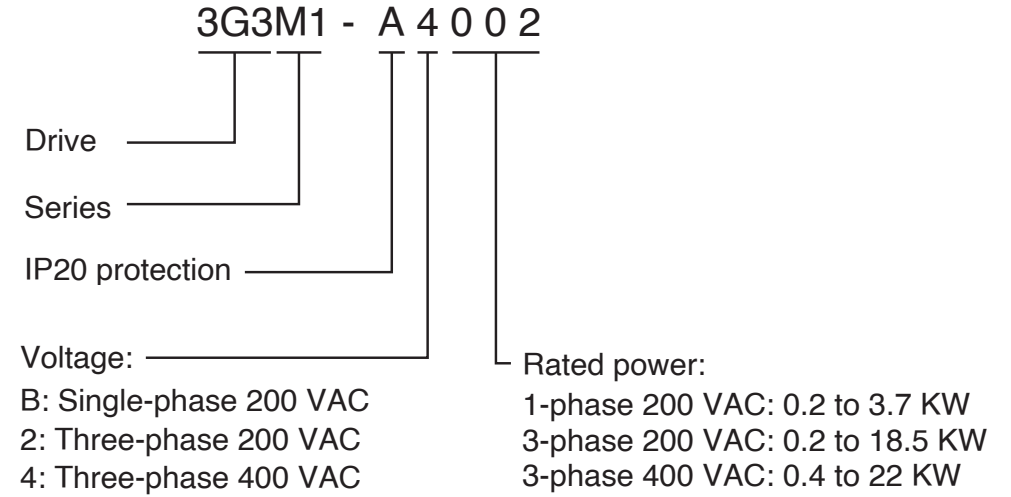 3G3M1 - A 4 0 0 2
Drive
Series
IP20 protection
Voltage:
B: Single-phase 200 VAC
2: Three-phase 200 VAC
4: Three-phase 400 VAC
Rated power:
1-phase 200 VAC: 0.2 to 3.7 KW
3-phase 200 VAC: 0.2 to 18.5 KW
3-phase 400 VAC: 0.4 to 22 KW